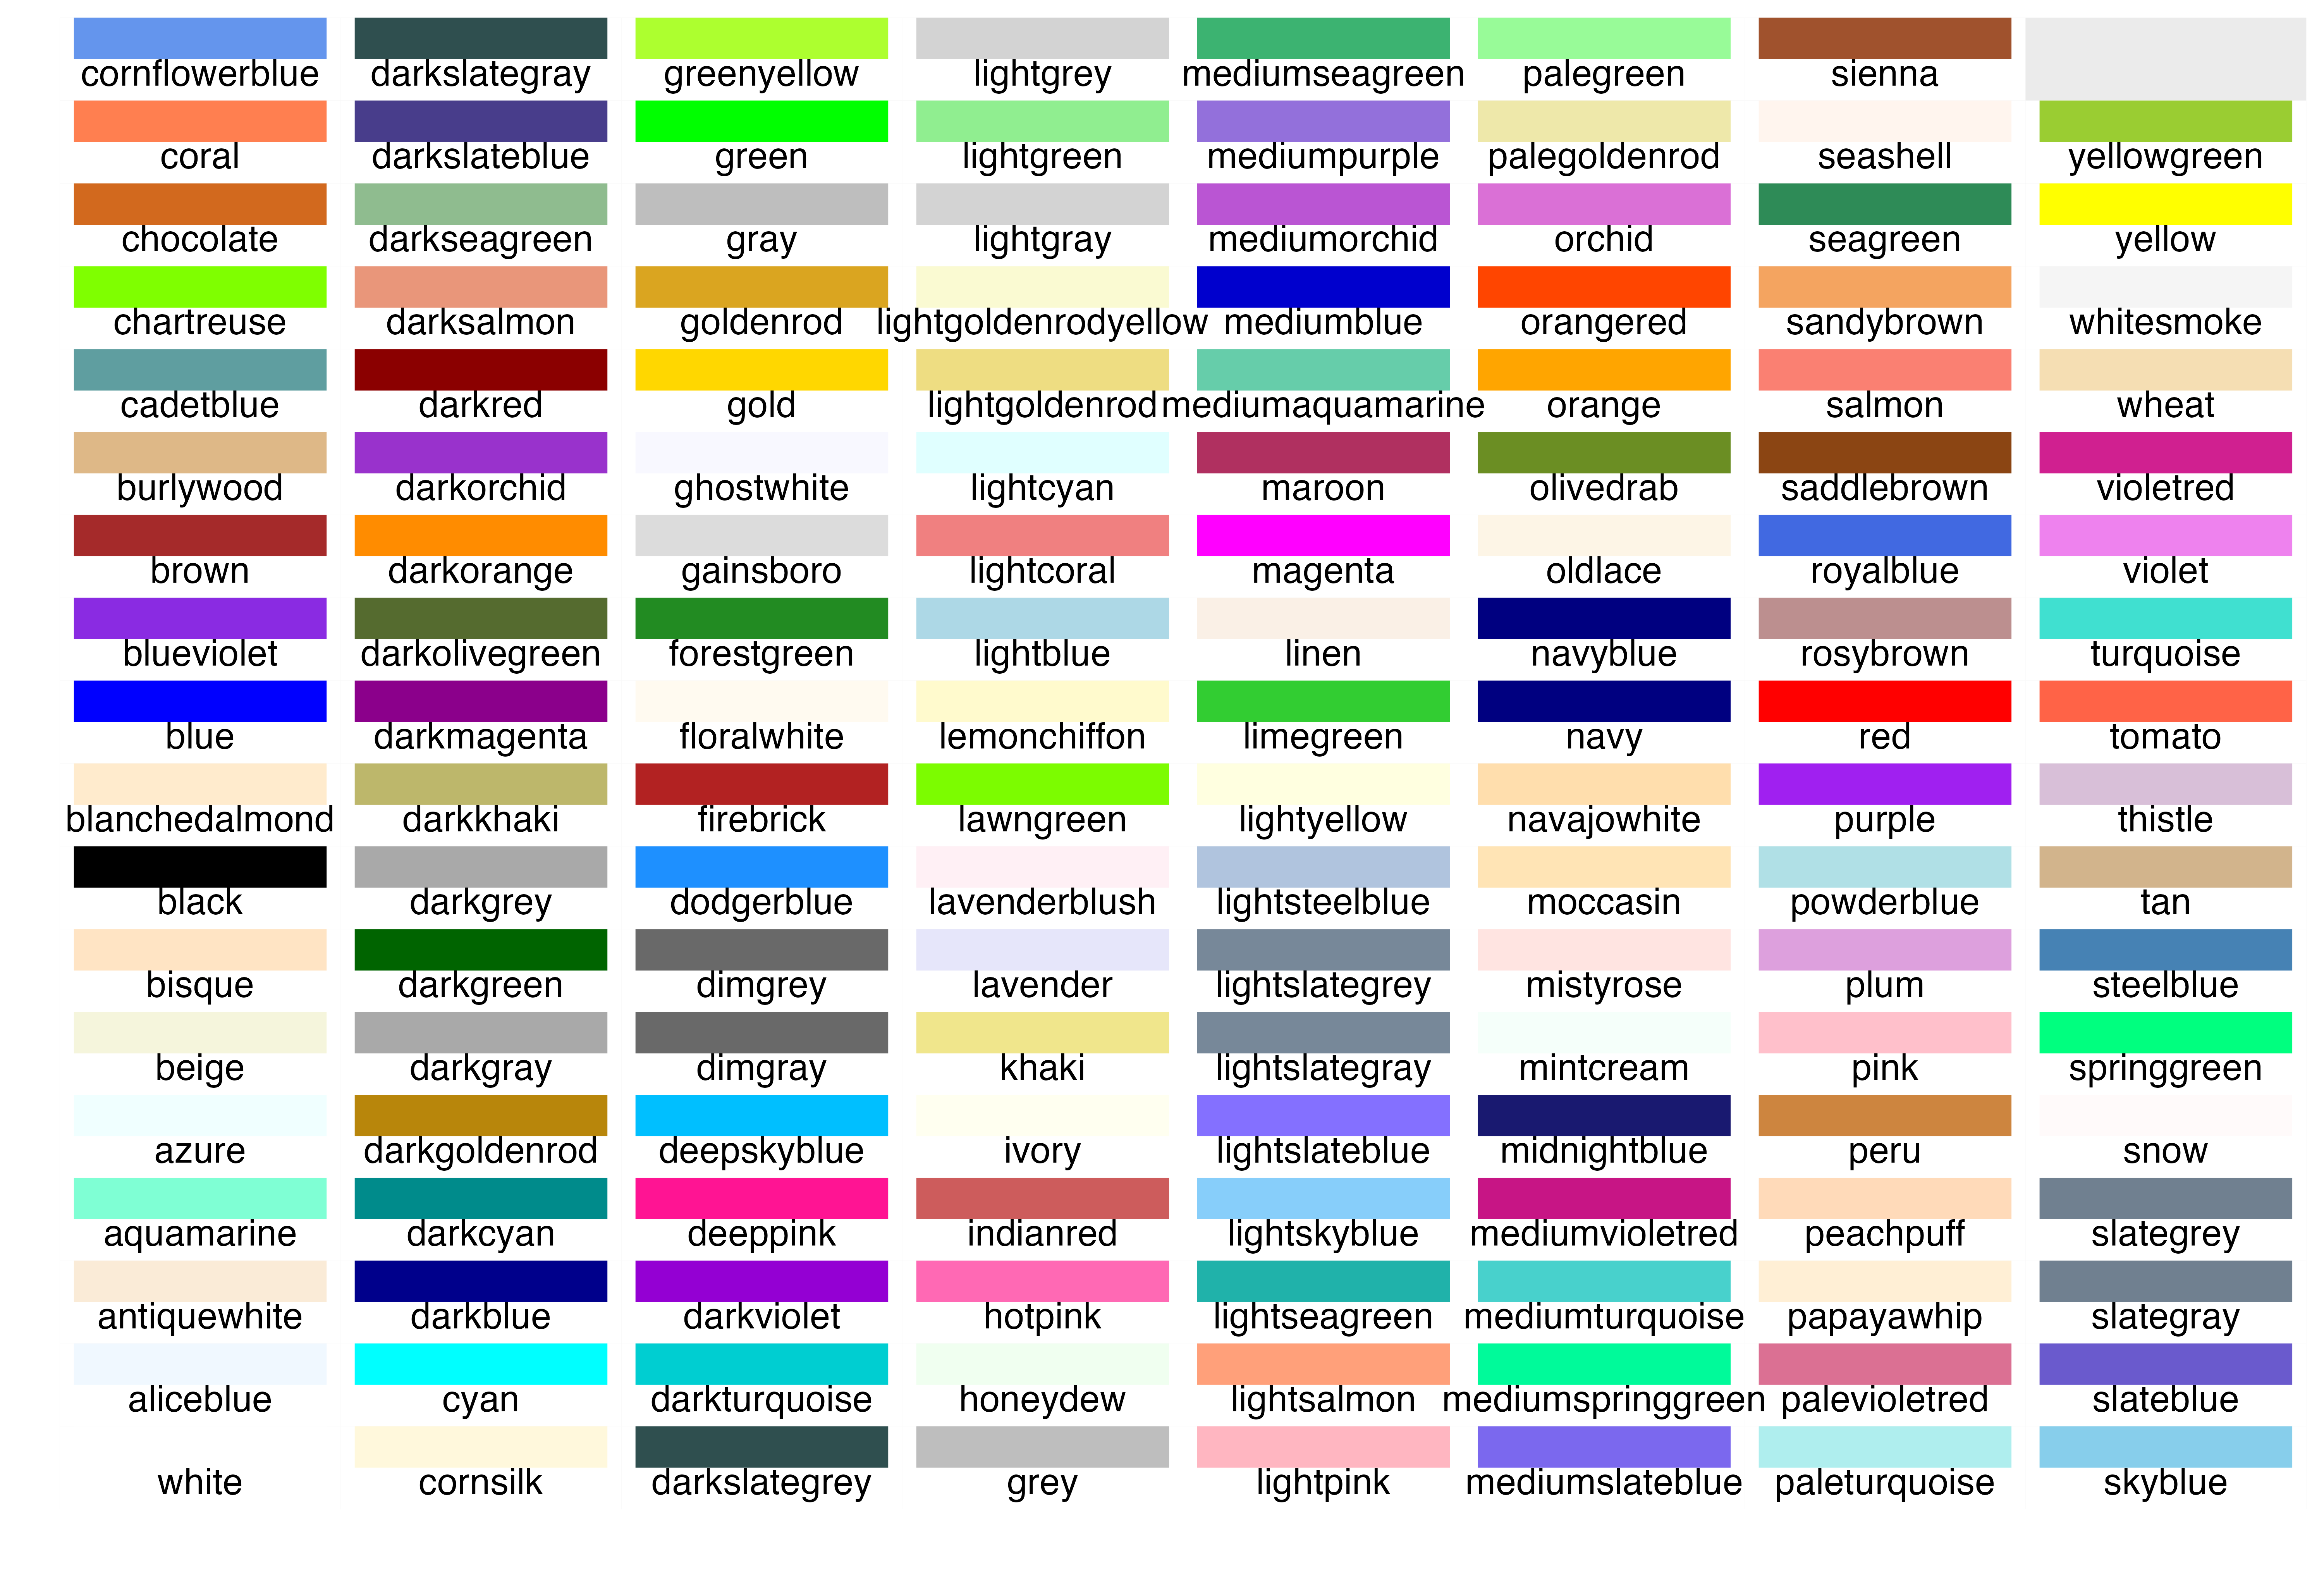 cornflowerblue darkslategray greenyellow lightgrey mediumseagreen palegreen sienna
coral darkslateblue green lightgreen mediumpurple palegoldenrod seashell yellowgreen
chocolate darkseagreen gray lightgray mediumorchid orchid seagreen yellow
chartreuse darksalmon goldenrod lightgoldenrodyellow mediumblue orangered sandybrown whitesmoke
cadetblue darkred gold lightgoldenrod mediumaquamarine orange salmon wheat
burlywood darkorchid ghostwhite lightcyan maroon olivedrab saddlebrown violetred
brown darkorange gainsboro lightcoral magenta oldlace royalblue violet
blueviolet darkolivegreen forestgreen lightblue linen navyblue rosybrown turquoise
blue darkmagenta floralwhite lemonchiffon limegreen navy red tomato
blanchedalmond darkkhaki firebrick lawngreen lightyellow navajowhite purple thistle
black darkgrey dodgerblue lavenderblush lightsteelblue moccasin powderblue tan
bisque darkgreen dimgrey lavender lightslategrey mistyrose plum steelblue
beige darkgray dimgray khaki lightslategray mintcream pink springgreen
azure darkgoldenrod deepskyblue ivory lightslateblue midnightblue peru snow
aquamarine darkcyan deeppink indianred lightskyblue mediumvioletred peachpuff slategrey
antiquewhite darkblue darkviolet hotpink lightseagreen mediumturquoise papayawhip slategray
aliceblue cyan darkturquoise honeydew lightsalmon mediumspringgreen palevioletred slateblue
white cornsilk darkslategrey grey lightpink mediumslateblue paleturquoise skyblue